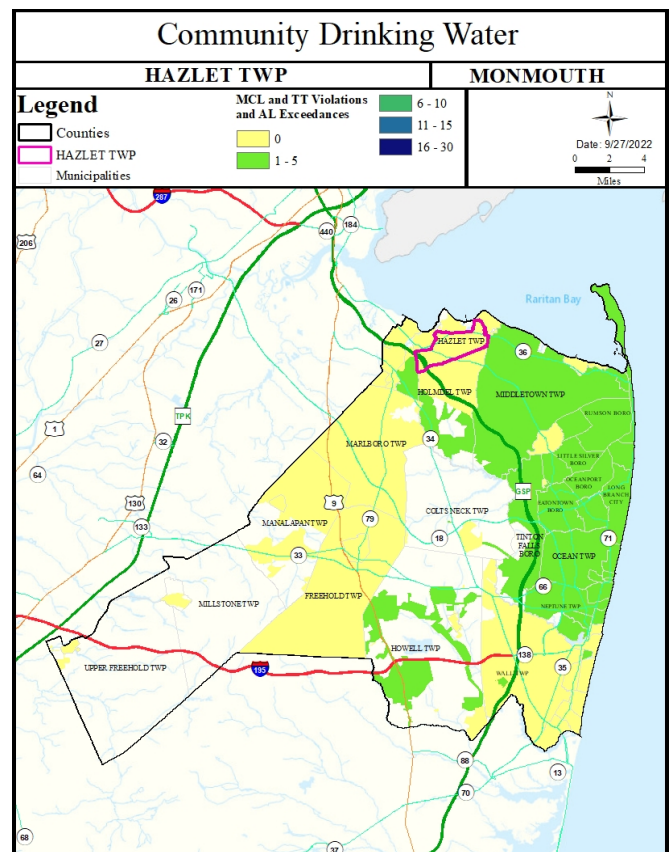 Community Drinking Water
HAZLET TWP
MONMOUTH
Legend
Counties
HAZLET TWP
Municipalities
MCL and TT Violations
and AL Exceedances
0
1 - 5
6 - 10
11 - 15
16 - 30
N
Date: 9/27/2022
0 2 4
Miles
287
206
440
184
171
26
27
Raritan Bay
HAZLET TWP
36
HOLMDEL TWP
MIDDLETOWN TWP
RUMSON BORO
TPK
1
32
MARLBORO TWP
34
LITTLE SILVER
BORO
OCEANPORT
BORO
64
130
9
GSP
LONG
BRANCH
CITY
EATONTOWN
BORO
133
MANALAPAN TWP
79
COLTS NECK TWP
18
TINTON
FALLS
BORO
71
33
OCEAN TWP
66
MILLSTONE TWP
FREEHOLD TWP
NEPTUNE TWP
HOWELL TWP
138
35
UPPER FREEHOLD TWP
195
WALL TWP
88
13
70
68
37